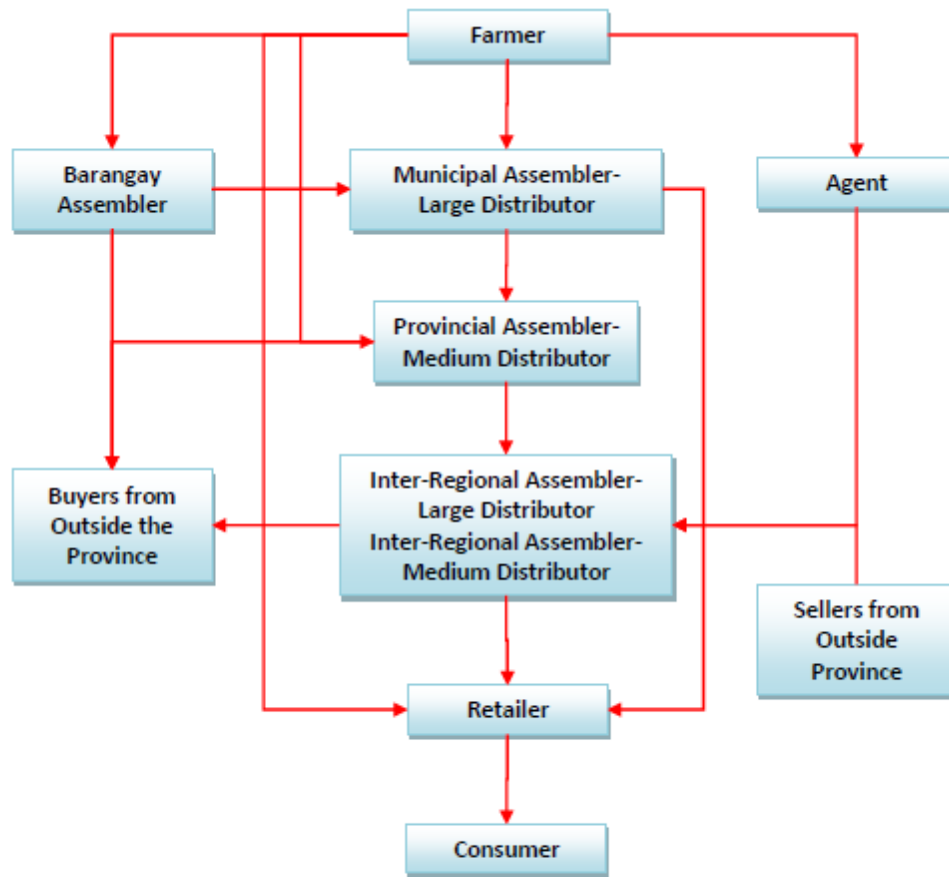 Farmer
Barangay
Assembler
Municipal Assembler-
Large Distributor
Agent
Provincial Assembler-
Medium Distributor
Buyers from
Outside the
Province
Inter-Regional Assembler-
Large Distributor
Inter-Regional Assembler-
Medium Distributor
Sellers from
Outside
Province
Retailer
Consumer